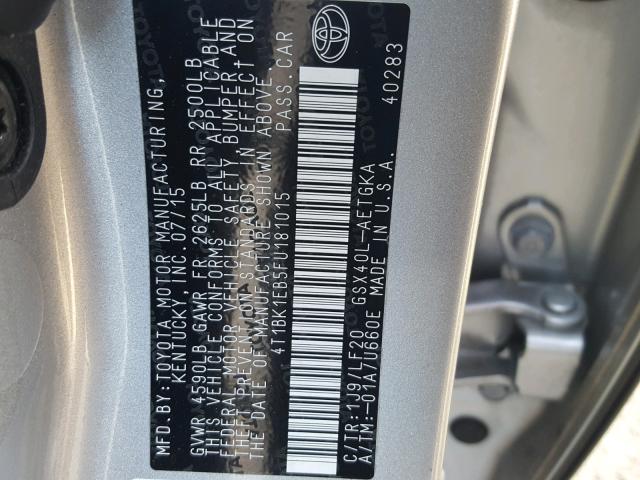 MFD. BY: TOYOTA MOTOR MANUFACTURING,
KENTUCKY, INC. 07/15
GVWR 4590LB GAWR FR 2625LB RR 2500LB
THIS VEHICLE CONFORMS TO ALL APPLICABLE
FEDERAL MOTOR VEHICLE SAFETY, BUMPER, AND
THEFT PREVENTION STANDARDS IN EFFECT ON
THE DATE OF MANUFACTURE SHOWN ABOVE.
4T1BK1EB5FU181015 PASS. CAR
C/TR:1J9/LF20 GSX40L-AETGKA
A/TM:-01A/U660E MADE IN U.S.A. 40283